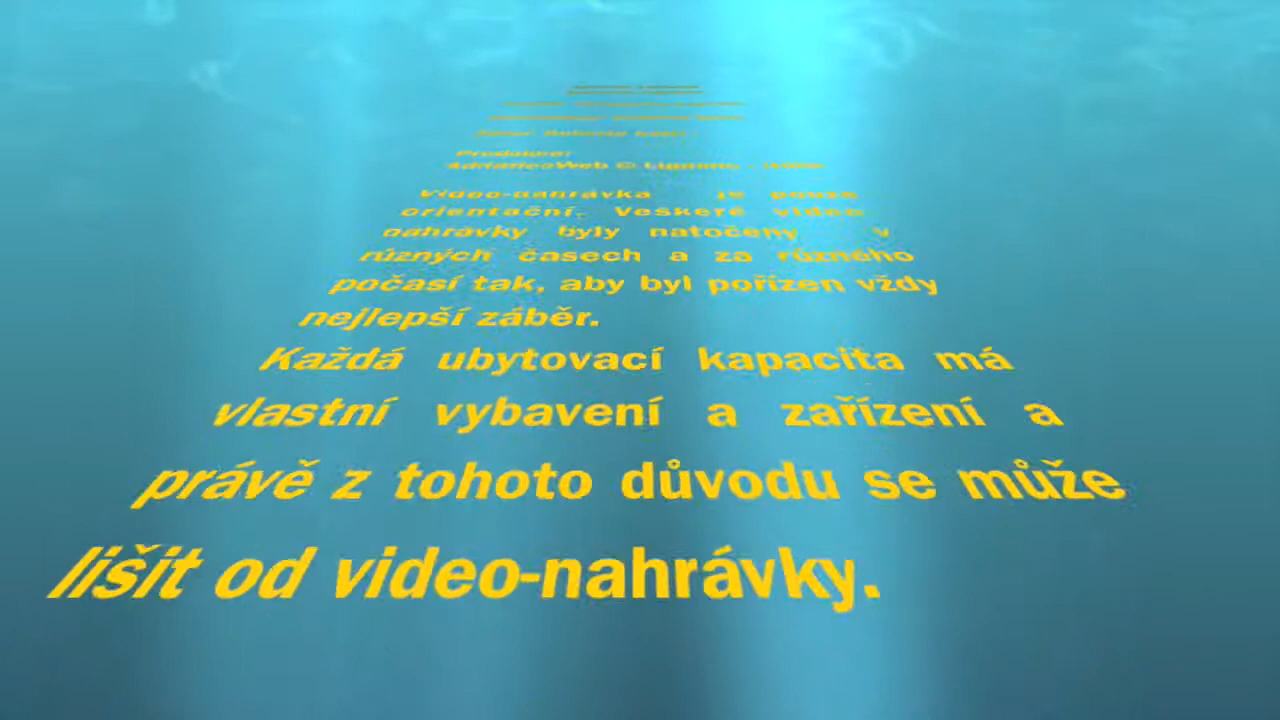 Produkce:
Video-nahrávka je pouze
orientační. Veškeré video
nahrávky byly natočeny v
různých časech a za různého
počasí tak, aby byl pořízen vždy
nejlepší záběr.
Každá ubytovací kapacita má
vlastní vybavení a zařízení a
právě z tohoto důvodu se může
lišit od video-nahrávky.